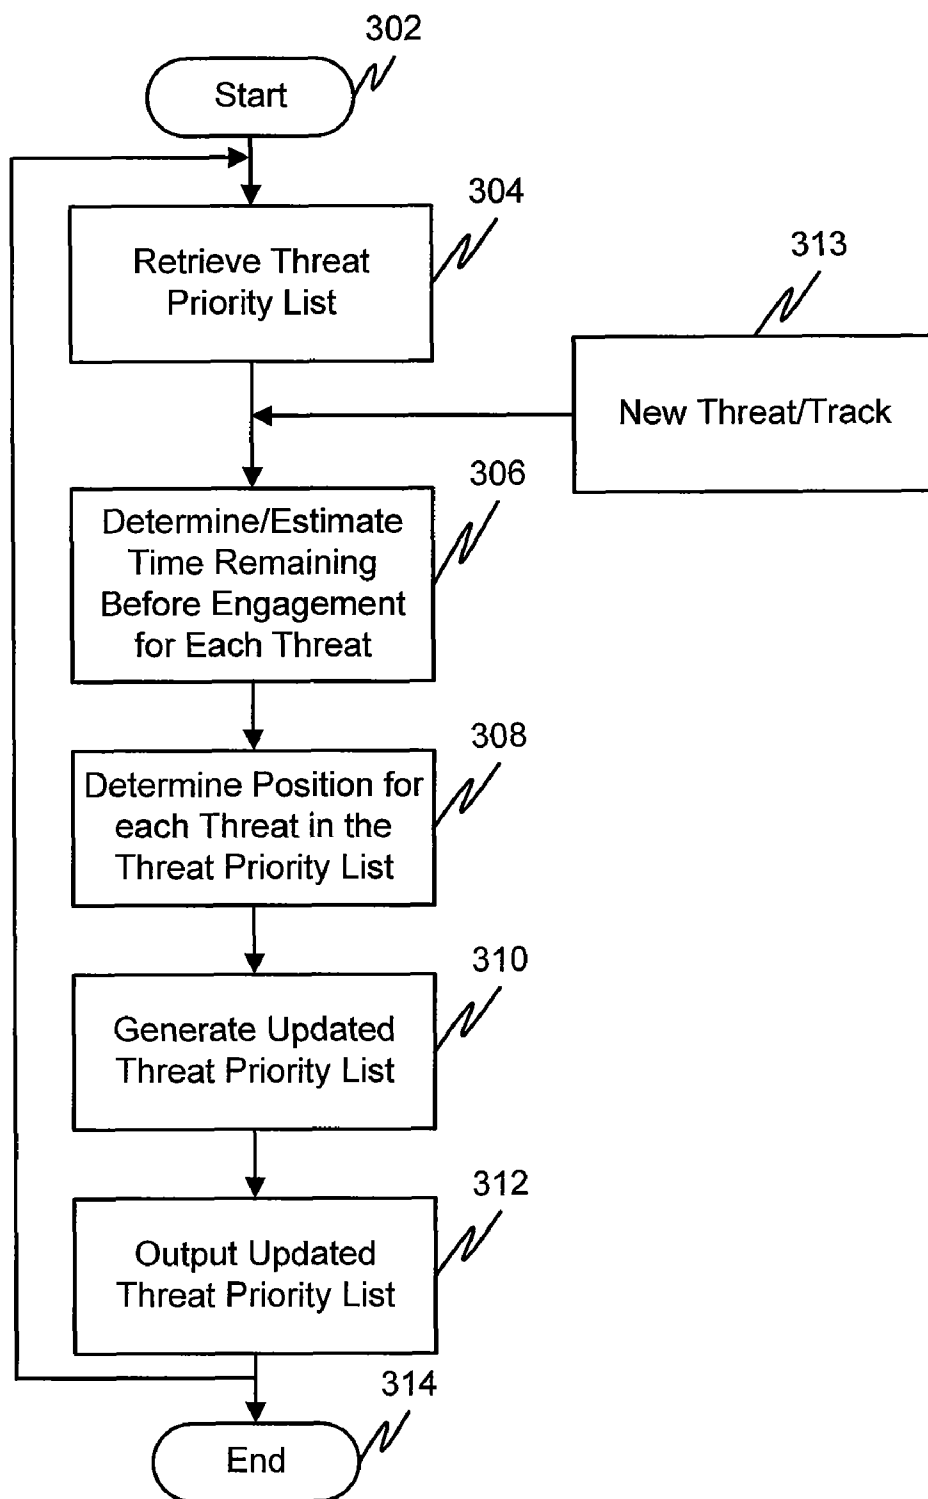 302
Start
304
Retrieve Threat
Priority List
313
New Threat/Track
306
Determine/Estimate
Time Remaining
Before Engagement
for Each Threat
308
Determine Position for
each Threat in the
Threat Priority List
310
Generate Updated
Threat Priority List
312
Output Updated
Threat Priority List
314
End